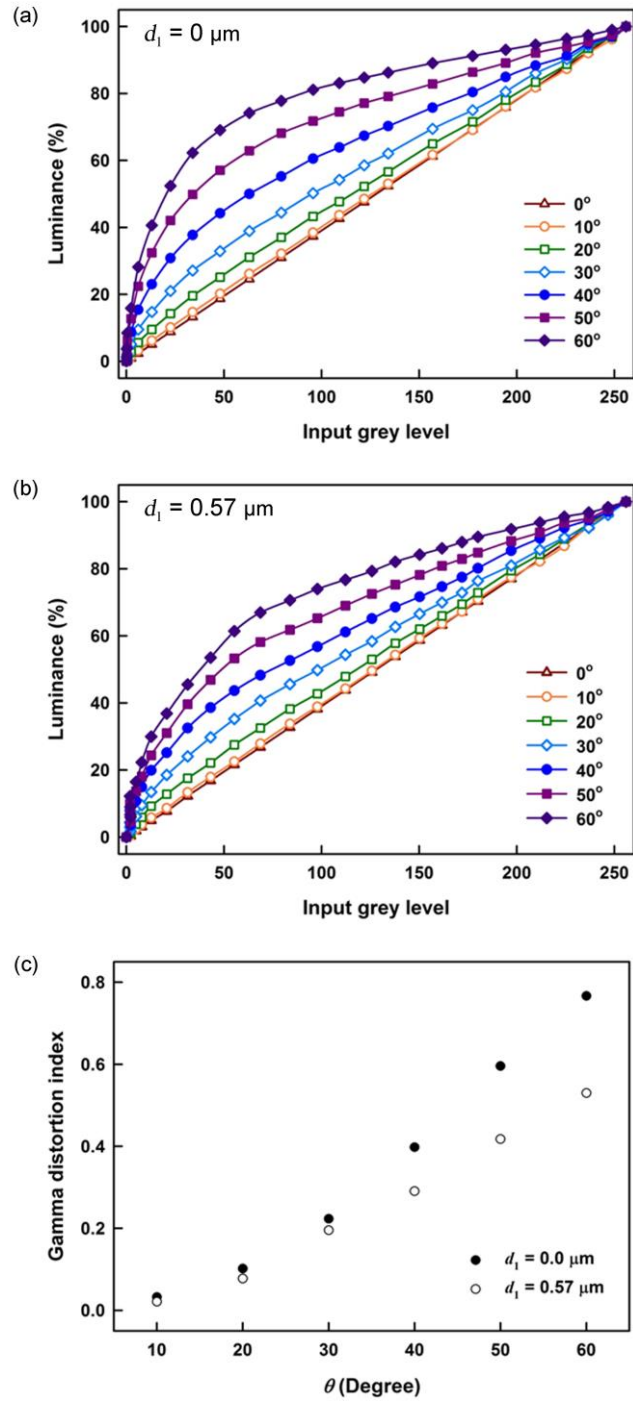 (a)
d₁ = 0 μm
100
80
60
40
20
0
Luminance (%)
0°
10°
20°
30°
40°
50°
60°
0 50 100 150 200 250
Input grey level
(b)
d₁ = 0.57 μm
100
80
60
40
20
0
Luminance (%)
0°
10°
20°
30°
40°
50°
60°
0 50 100 150 200 250
Input grey level
(c)
0.8
0.6
0.4
0.2
0.0
Gamma distortion index
d₁ = 0.0 μm
d₁ = 0.57 μm
10 20 30 40 50 60
θ (Degree)